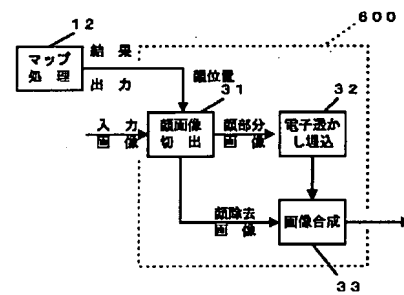 12
600
マップ
処理
結果
出力
顔位置
31
32
入力
画像
顔画像
切出
顔部分
画像
電子透か
し埋込
顔除去
画像
画像合成
33